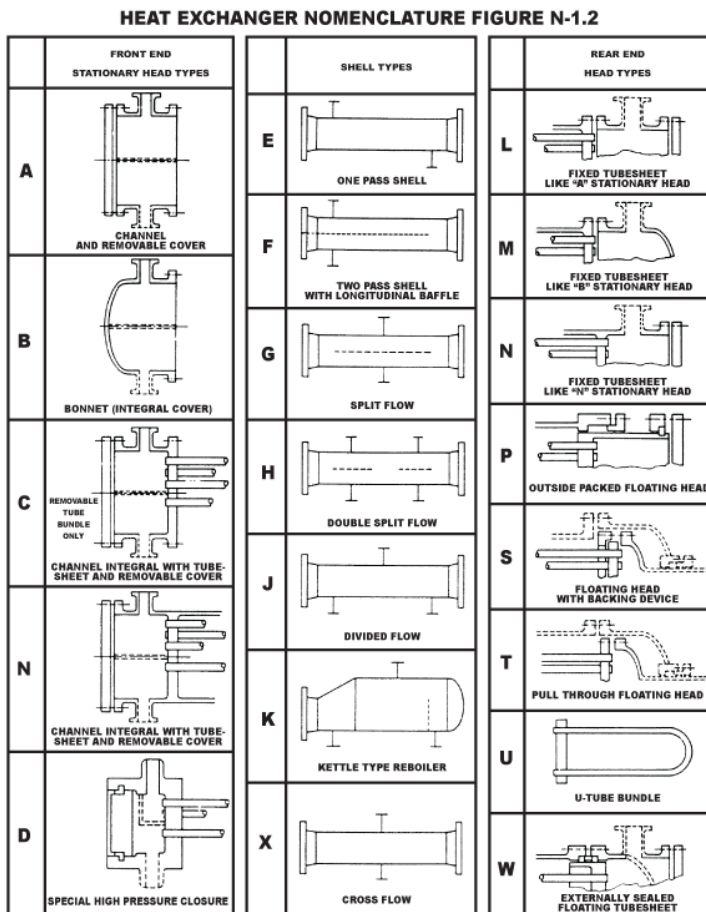 HEAT EXCHANGER NOMENCLATURE FIGURE N-1.2
FRONT END
STATIONARY HEAD TYPES
A
CHANNEL
AND REMOVABLE COVER
B
BONNET (INTEGRAL COVER)
C
REMOVABLE
TUBE
BUNDLE
ONLY
CHANNEL INTEGRAL WITH TUBE-
SHEET AND REMOVABLE COVER
N
CHANNEL INTEGRAL WITH TUBE-
SHEET AND REMOVABLE COVER
D
SPECIAL HIGH PRESSURE CLOSURE
SHELL TYPES
E
ONE PASS SHELL
F
TWO PASS SHELL
WITH LONGITUDINAL BAFFLE
G
SPLIT FLOW
H
DOUBLE SPLIT FLOW
J
DIVIDED FLOW
K
KETTLE TYPE REBOILER
X
CROSS FLOW
REAR END
HEAD TYPES
L
FIXED TUBESHEET
LIKE "A" STATIONARY HEAD
M
FIXED TUBESHEET
LIKE "B" STATIONARY HEAD
N
FIXED TUBESHEET
LIKE "N" STATIONARY HEAD
P
OUTSIDE PACKED FLOATING HEAD
S
FLOATING HEAD
WITH BACKING DEVICE
T
PULL THROUGH FLOATING HEAD
U
U-TUBE BUNDLE
W
EXTERNALLY SEALED
FLOATING TUBESHEET